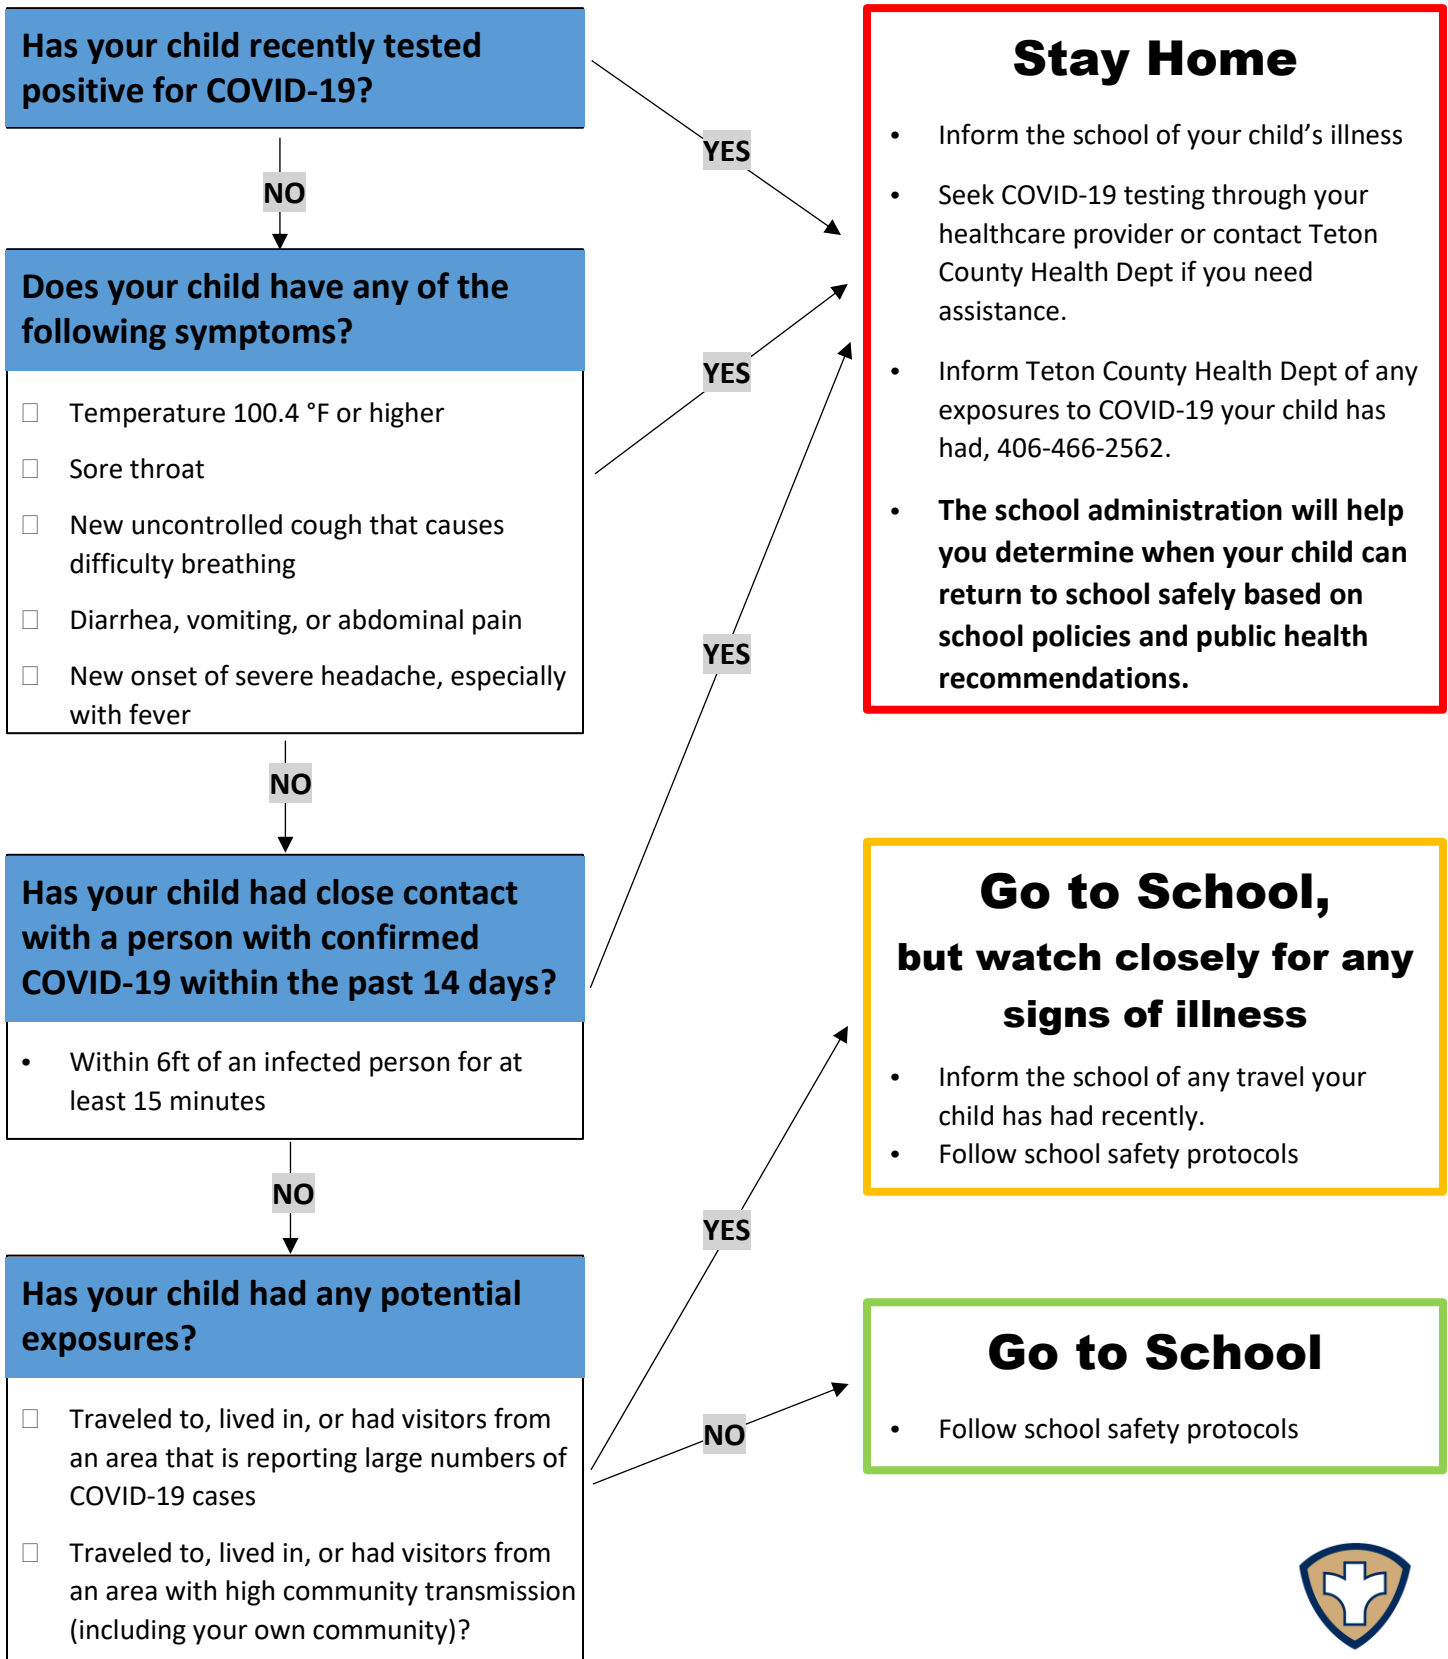 Has your child recently tested
positive for COVID-19?
YES
NO
Does your child have any of the
following symptoms?
☐ Temperature 100.4 °F or higher
☐ Sore throat
☐ New uncontrolled cough that causes
difficulty breathing
☐ Diarrhea, vomiting, or abdominal pain
☐ New onset of severe headache, especially
with fever
YES
NO
Has your child had close contact
with a person with confirmed
COVID-19 within the past 14 days?
• Within 6ft of an infected person for at
least 15 minutes
YES
NO
Has your child had any potential
exposures?
☐ Traveled to, lived in, or had visitors from
an area that is reporting large numbers of
COVID-19 cases
☐ Traveled to, lived in, or had visitors from
an area with high community transmission
(including your own community)?
YES
NO
Stay Home
• Inform the school of your child’s illness
• Seek COVID-19 testing through your
healthcare provider or contact Teton
County Health Dept if you need
assistance.
• Inform Teton County Health Dept of any
exposures to COVID-19 your child has
had, 406-466-2562.
• The school administration will help
you determine when your child can
return to school safely based on
school policies and public health
recommendations.
Go to School,
but watch closely for any
signs of illness
• Inform the school of any travel your
child has had recently.
• Follow school safety protocols
Go to School
• Follow school safety protocols